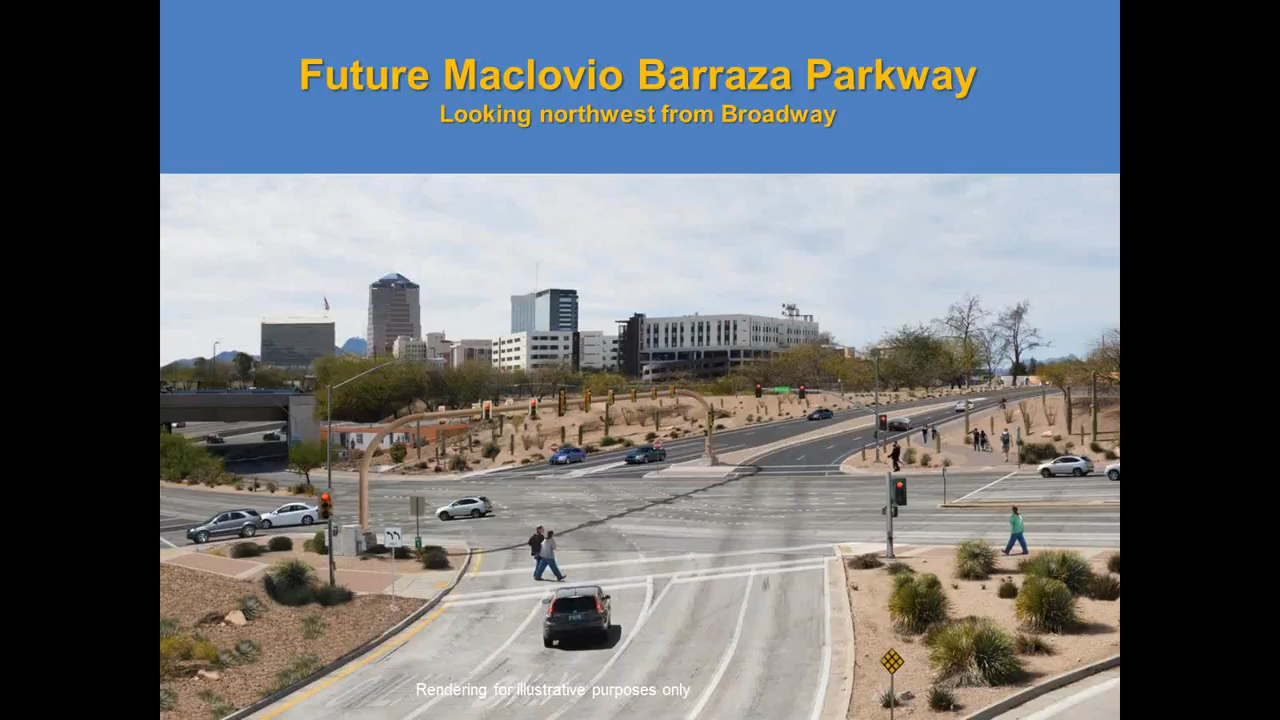 Future Maclovio Barraza Parkway
Looking northwest from Broadway
Rendering for Illustrative purposes only